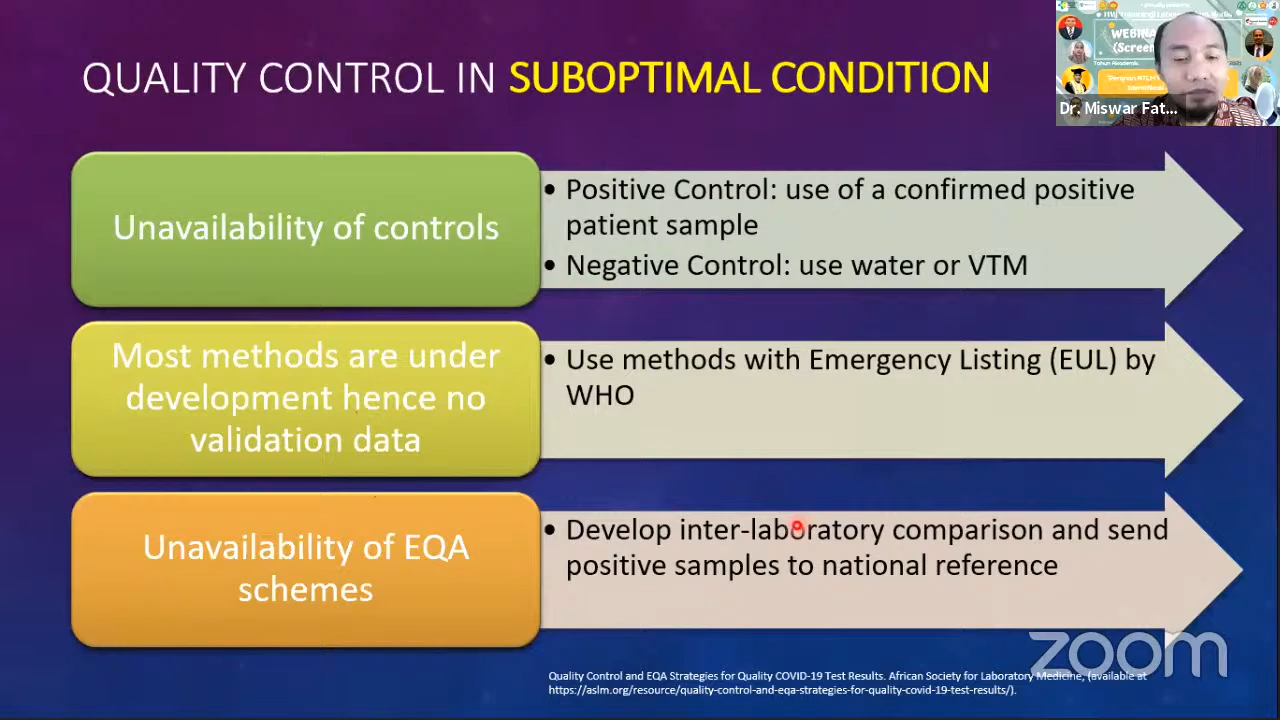 QUALITY CONTROL IN SUBOPTIMAL CONDITION
WEBINA
(Screen
Dr. Miswar Fat...
Unavailability of controls
• Positive Control: use of a confirmed positive
patient sample
• Negative Control: use water or VTM
Most methods are under
development hence no
validation data
• Use methods with Emergency Listing (EUL) by
WHO
Unavailability of EQA
schemes
• Develop inter-laboratory comparison and send
positive samples to national reference
zoom
Quality Control and EQA Strategies for Quality COVID-19 Test Results. African Society for Laboratory Medicine, (available at
https://aslm.org/resource/quality-control-and-eqa-strategies-for-quality-covid-19-test-results/).